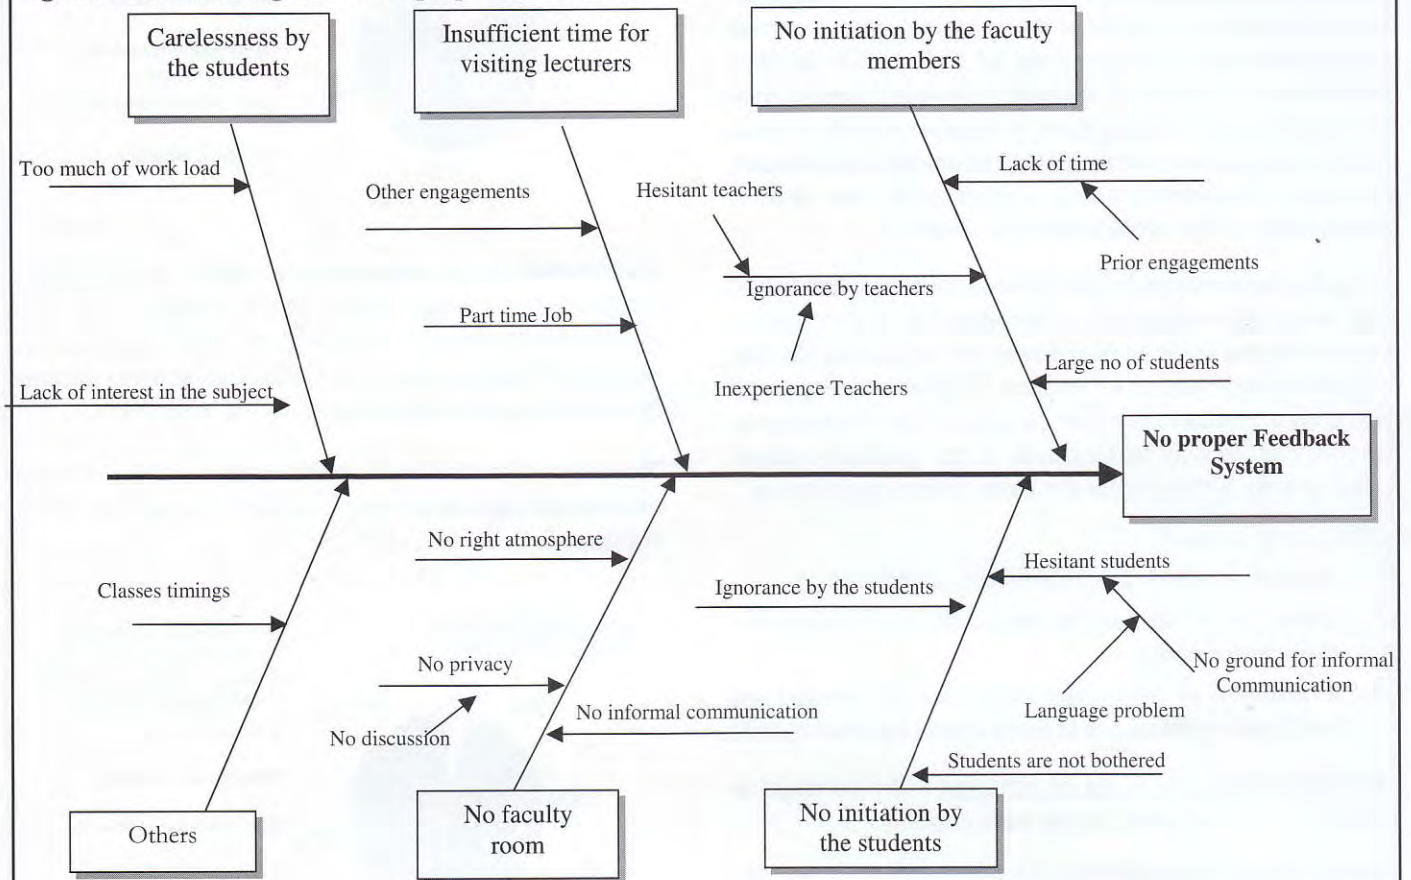 Carelessness by
the students
Insufficient time for
visiting lecturers
No initiation by the faculty
members
Too much of work load
Lack of interest in the subject
Other engagements
Part time Job
Hesitant teachers
Ignorance by teachers
Inexperience Teachers
Lack of time
Prior engagements
Large no of students
No proper Feedback
System
Classes timings
Others
No right atmosphere
No privacy
No discussion
No informal communication
No faculty
room
Ignorance by the students
Hesitant students
No ground for informal
Communication
Language problem
Students are not bothered
No initiation by
the students